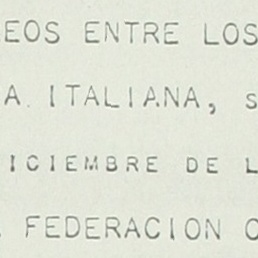 EOS ENTRE LOS
A ITALIANA, S
ICIEMBRE DE L
FEDERACION